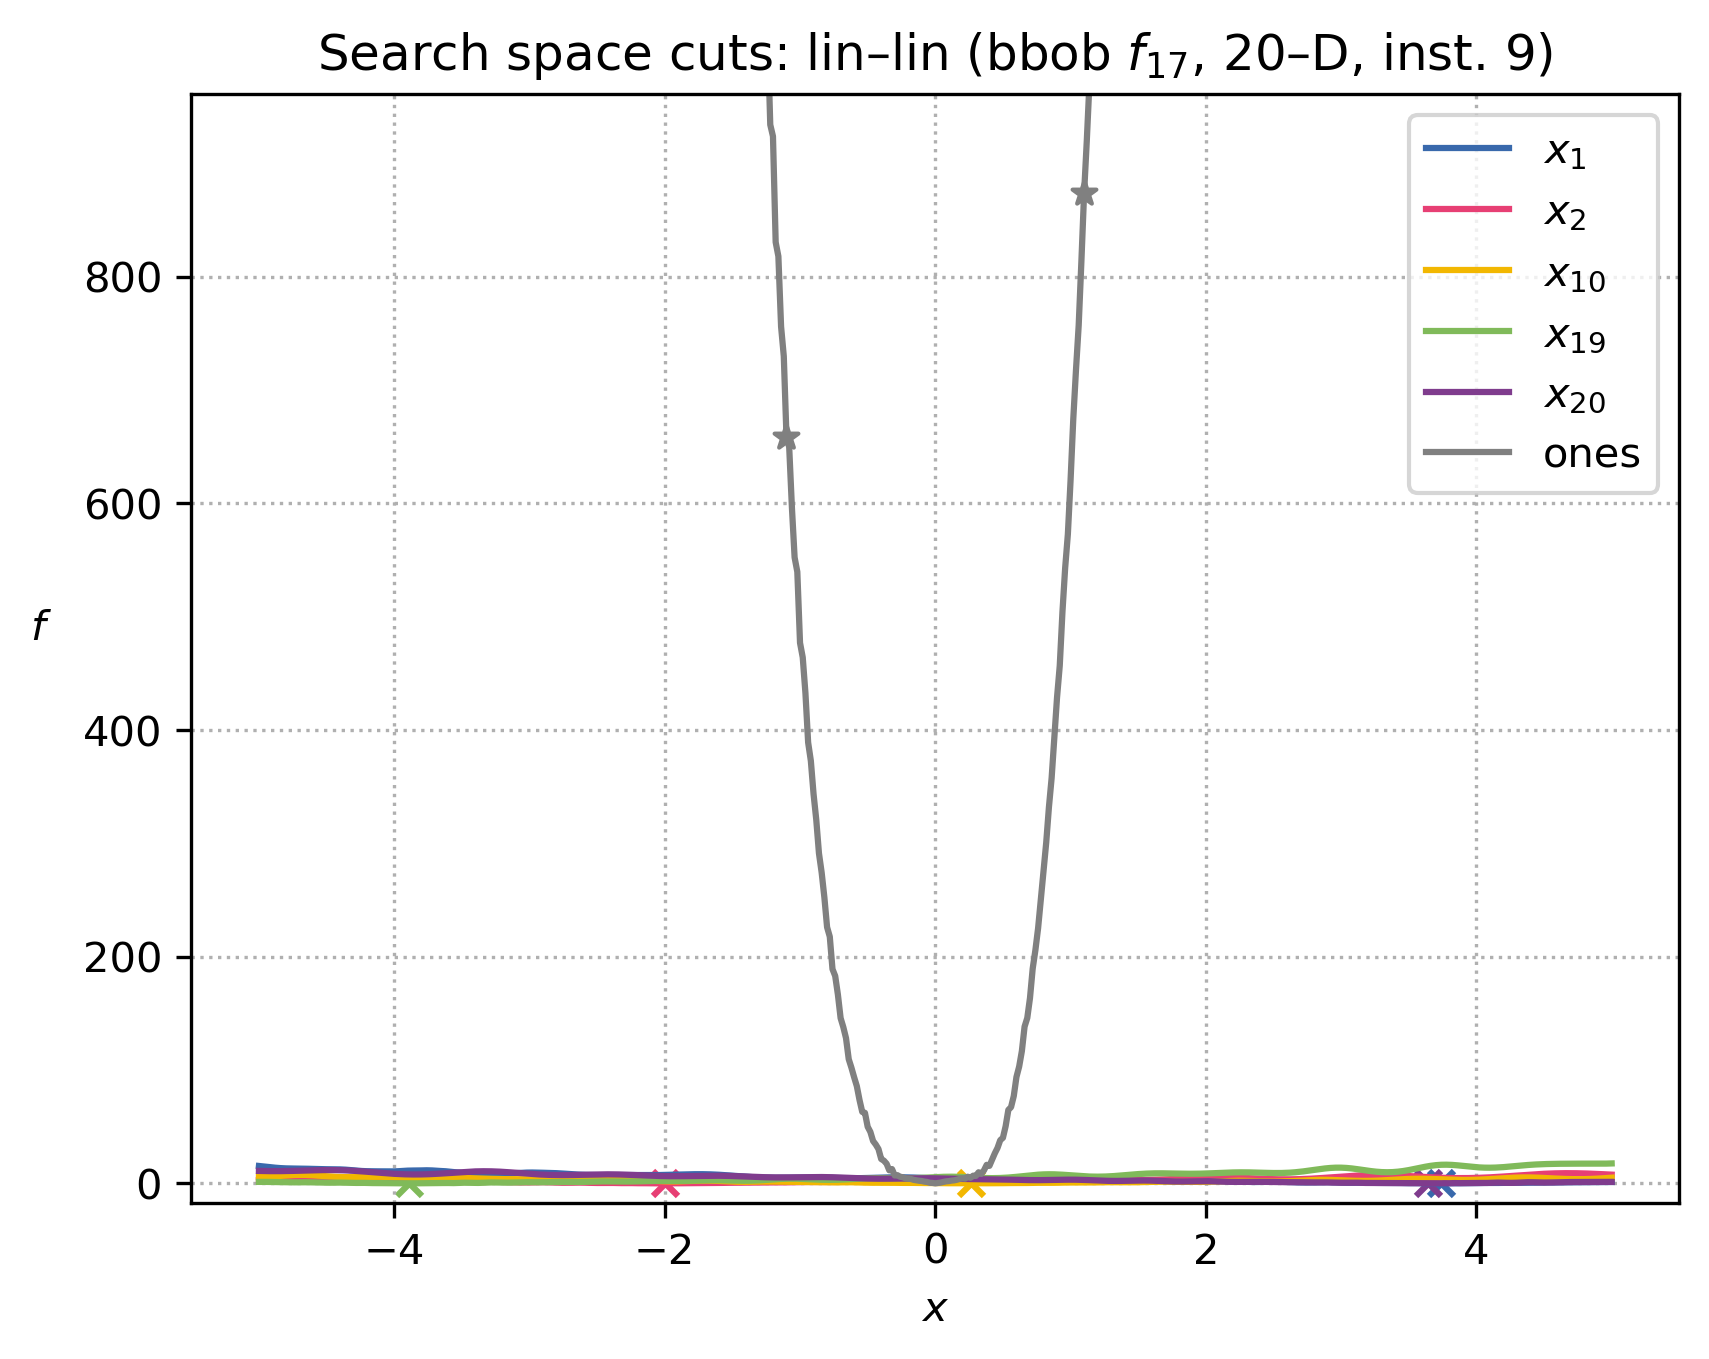 Search space cuts: lin–lin (bbob f₁₇, 20–D, inst. 9)
x₁
x₂
x₁₀
x₁₉
x₂₀
ones
800
600
400
200
0
f
−4
−2
0
2
4
x